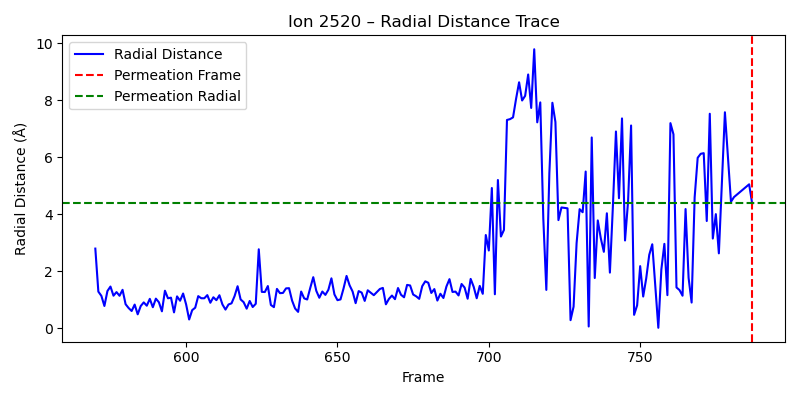 Ion 2520 – Radial Distance Trace
Radial Distance
Permeation Frame
Permeation Radial
Radial Distance (Å)
10
8
6
4
2
0
600
650
700
750
Frame